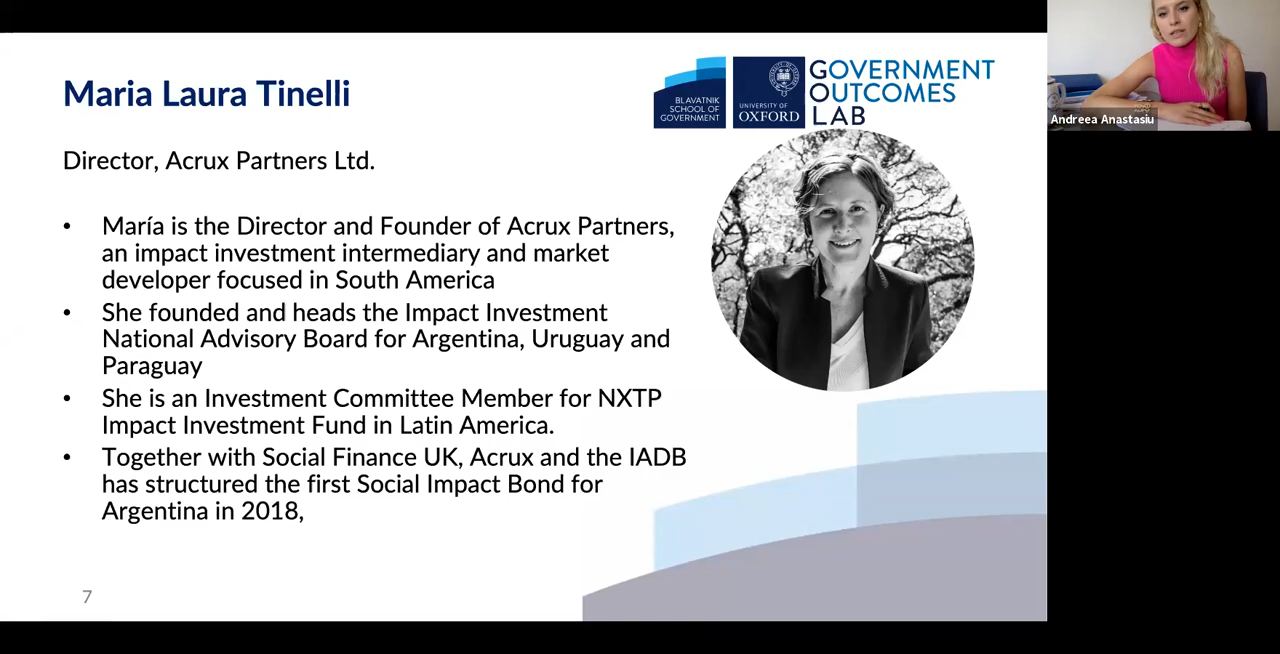 Maria Laura Tinelli
BLAVATNIK
SCHOOL OF
GOVERNMENT
UNIVERSITY OF
OXFORD
GOVERNMENT
OUTCOMES
LAB
Andreea Anastasiu
Director, Acrux Partners Ltd.
• María is the Director and Founder of Acrux Partners,
an impact investment intermediary and market
developer focused in South America
• She founded and heads the Impact Investment
National Advisory Board for Argentina, Uruguay and
Paraguay
• She is an Investment Committee Member for NXTP
Impact Investment Fund in Latin America.
• Together with Social Finance UK, Acrux and the IADB
has structured the first Social Impact Bond for
Argentina in 2018,
7